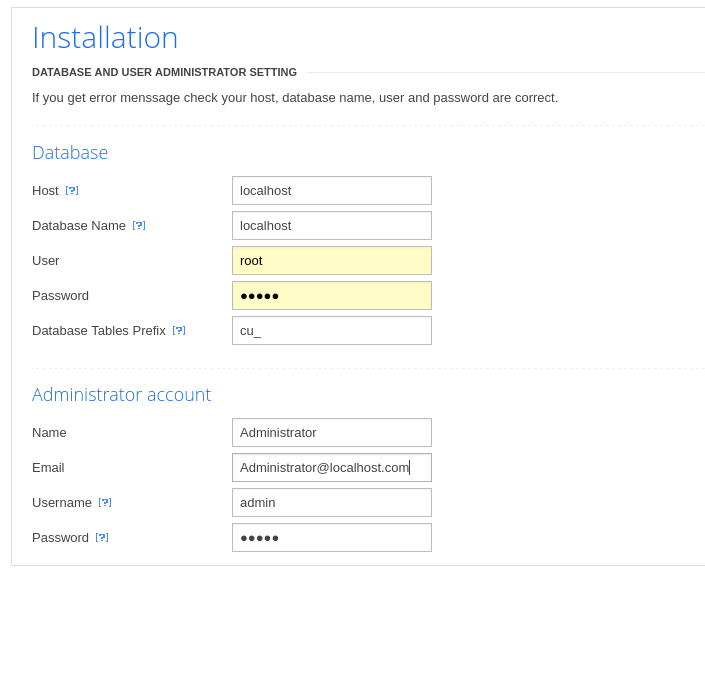 Installation
DATABASE AND USER ADMINISTRATOR SETTING
If you get error menssage check your host, database name, user and password are correct.
Database
Host [?] localhost
Database Name [?] localhost
User root
Password ●●●●●
Database Tables Prefix [?] cu_
Administrator account
Name Administrator
Email Administrator@localhost.com
Username [?] admin
Password [?] ●●●●●